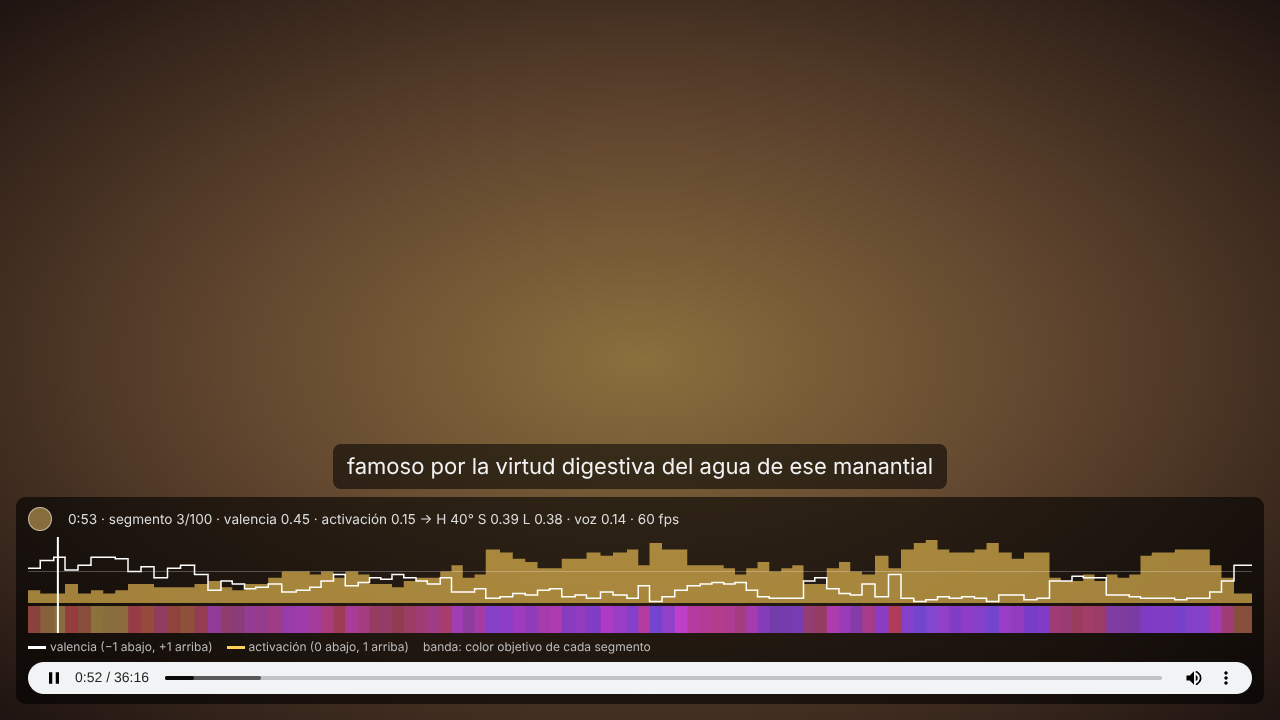 famoso por la virtud digestiva del agua de ese manantial
0:53 · segmento 3/100 · valencia 0.45 · activación 0.15 → H 40° S 0.39 L 0.38 · voz 0.14 · 60 fps
valencia (−1 abajo, +1 arriba) activación (0 abajo, 1 arriba) banda: color objetivo de cada segmento
0:52 / 36:16